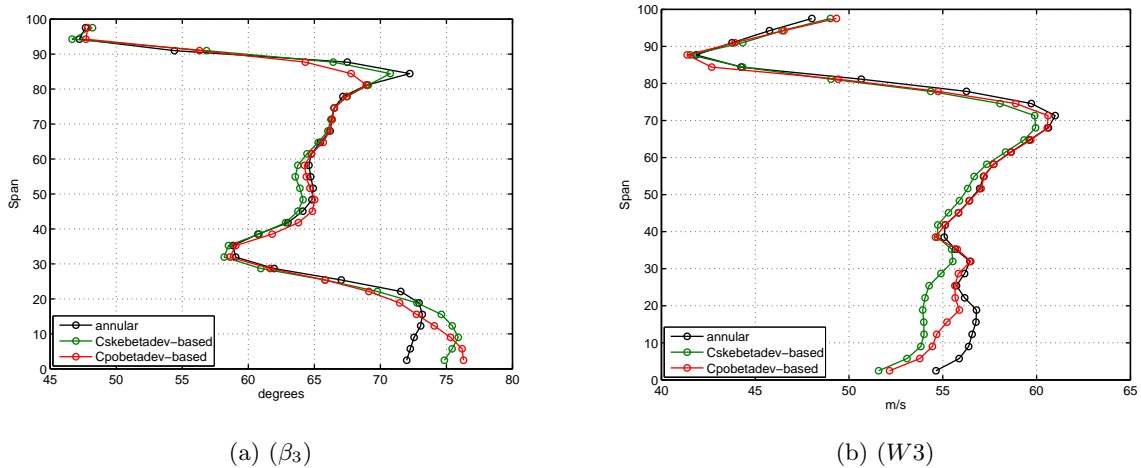 100
90
80
70
60
50
40
30
20
10
0
Span
45 50 55 60 65 70 75 80
degrees
annular
Cskebetadev-based
Cpobetadev-based
(a) (β3)
100
90
80
70
60
50
40
30
20
10
0
Span
40 45 50 55 60 65
m/s
annular
Cskebetadev-based
Cpobetadev-based
(b) (W3)